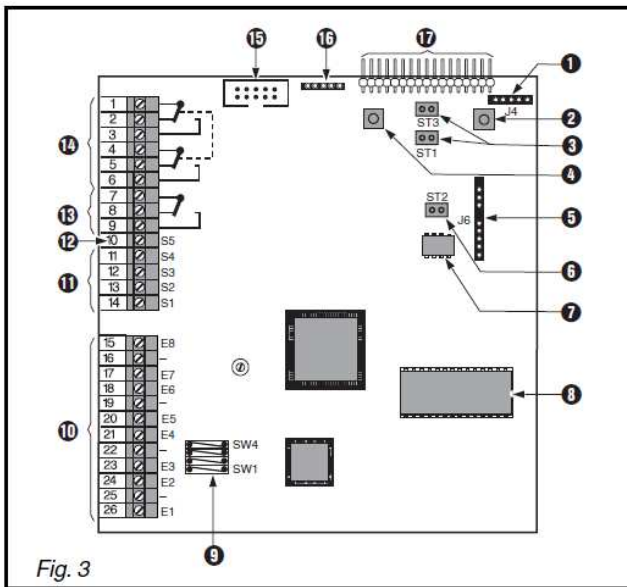 15 16 17
1
J4
2
ST3
3
ST1
4
ST2
J6
5
6
7
8
14
13
12
11
10
9
1
2
3
4
5
6
7
8
9
10 S5
11 S4
12 S3
13 S2
14 S1
15 E8
16 –
17 E7
18 E6
19 –
20 E5
21 E4
22 –
23 E3
24 E2
25 –
26 E1
SW4
SW1
Fig. 3